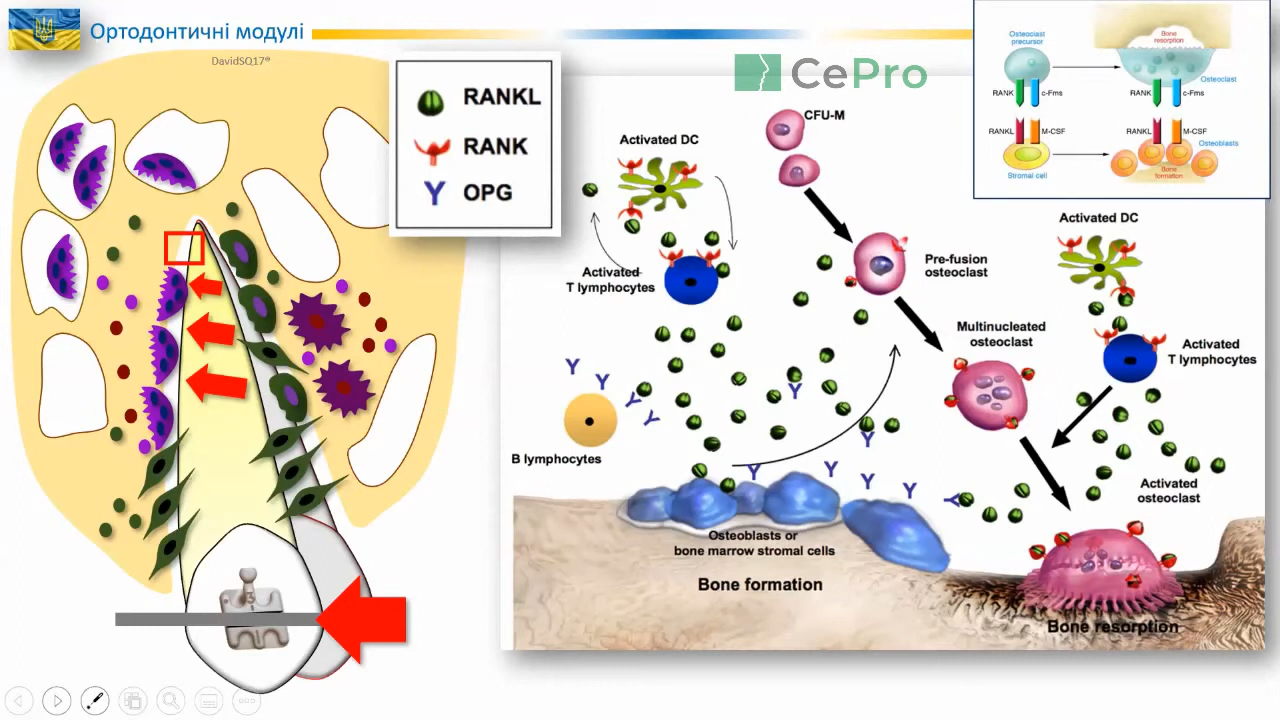 Ортодонтичні модулі
DavidSQ17®
RANKL
RANK
OPG
CePro
Osteoclast
precursor
Bone
resorption
Osteoclast
RANK
c-Fms
RANK
c-Fms
RANKL
M-CSF
RANKL
M-CSF
Osteoblasts
Stromal cell
Bone
formation
CFU-M
Activated DC
Activated
T lymphocytes
Pre-fusion
osteoclast
Multinucleated
osteoclast
Activated DC
Activated
T lymphocytes
B lymphocytes
Activated
osteoclast
Osteoblasts or
bone marrow stromal cells
Bone formation
Bone resorption